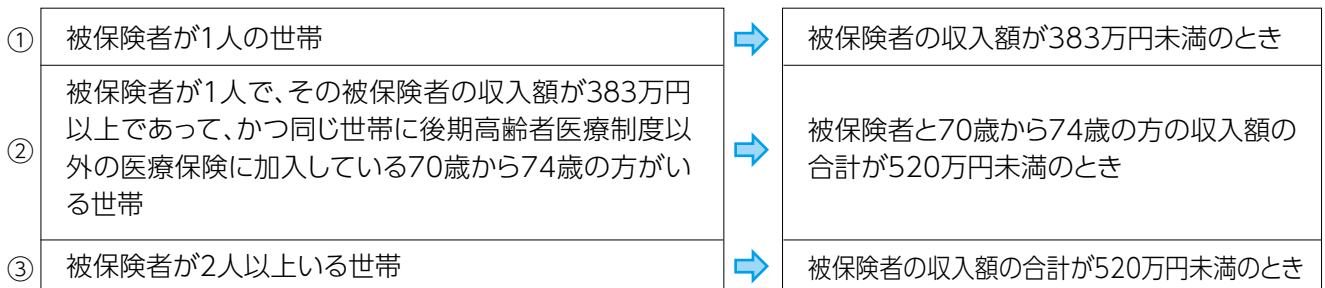 ① 被保険者が1人の世帯
被保険者の収入額が383万円未満のとき
② 被保険者が1人で、その被保険者の収入額が383万円
以上であって、かつ同じ世帯に後期高齢者医療制度以
外の医療保険に加入している70歳から74歳の方がい
る世帯
被保険者と70歳から74歳の方の収入額の
合計が520万円未満のとき
③ 被保険者が2人以上いる世帯
被保険者の収入額の合計が520万円未満のとき